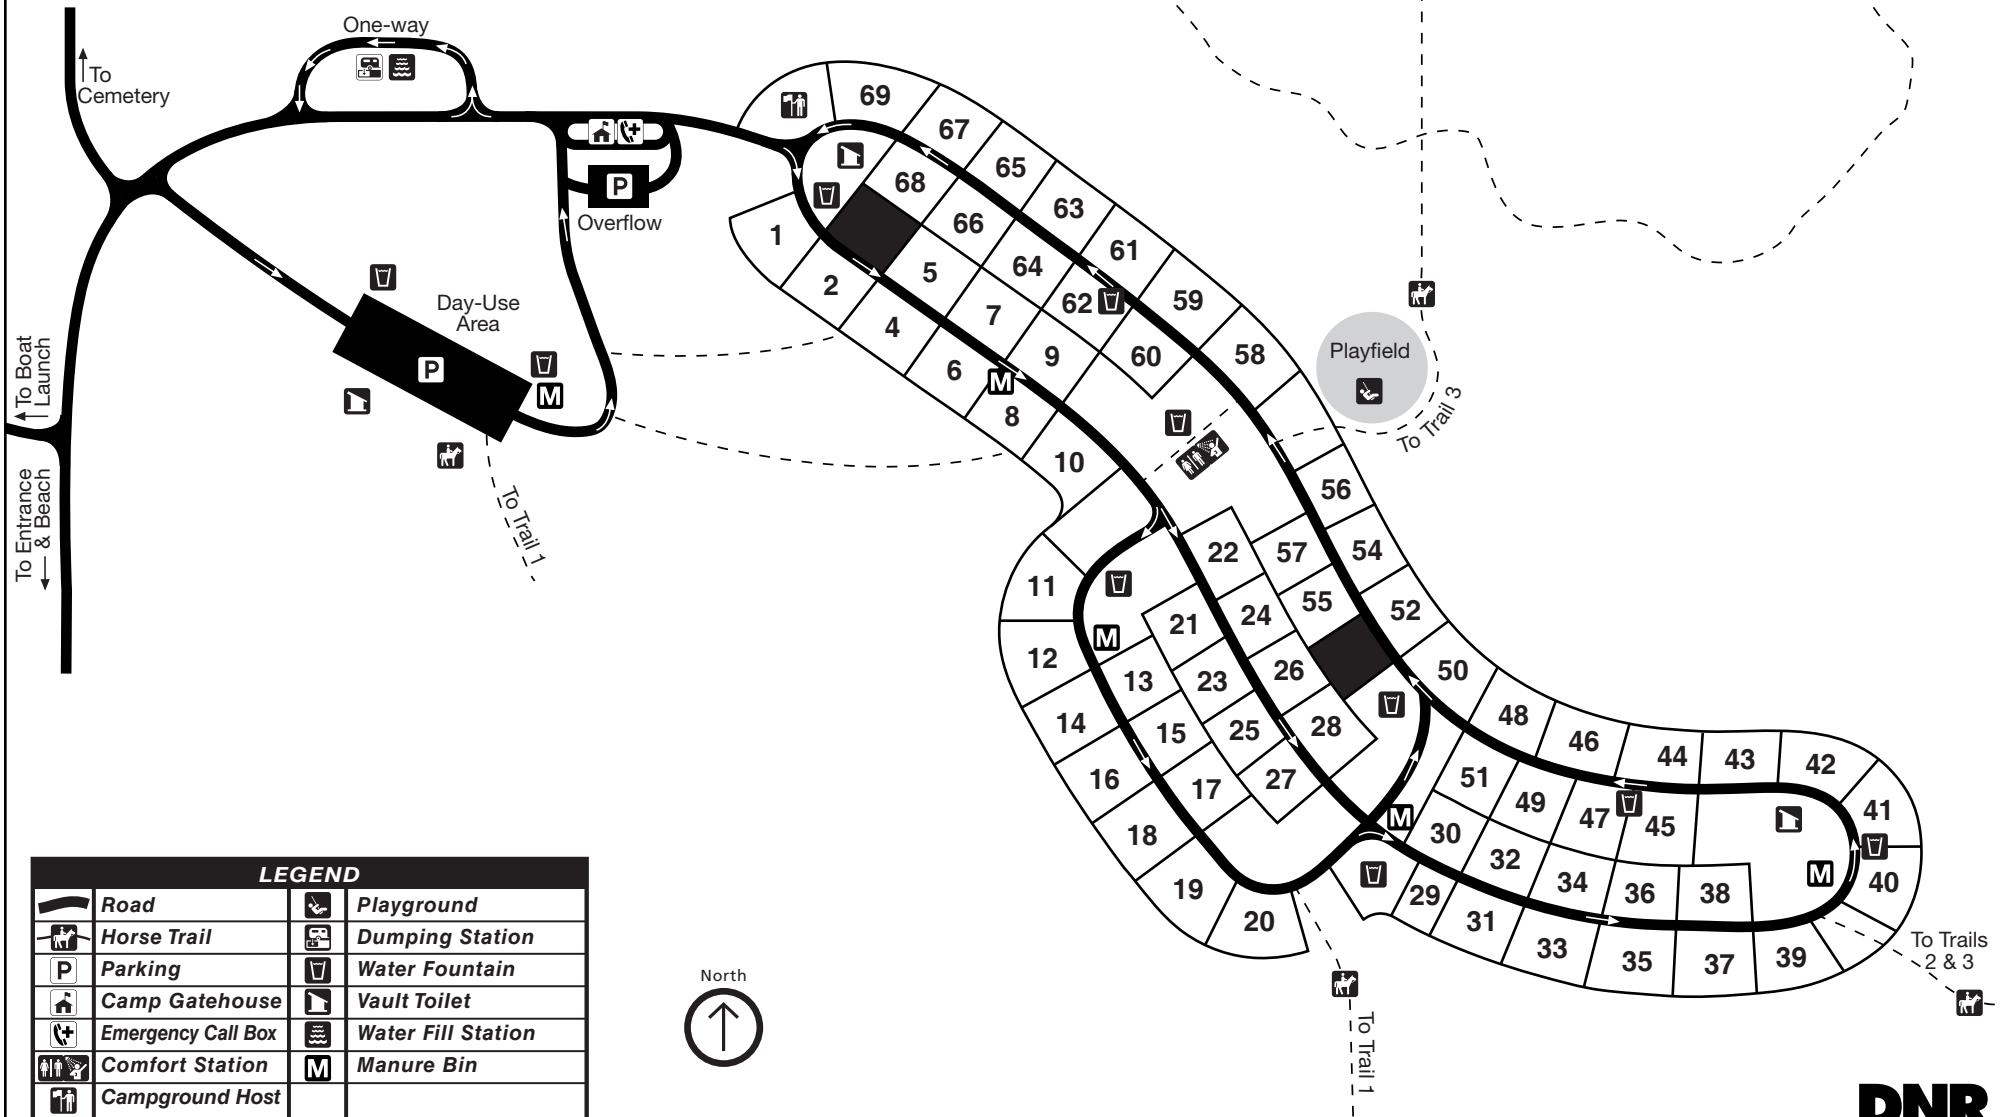 One-way
To
Cemetery
P
Overflow
Day-Use
Area
P
M
To Boat
Launch
To Entrance
& Beach
To Trail 1
69
67
65
63
61
59
58
68
66
64
62
60
1
2
4
6
8
10
5
7
9
M
Playfield
To Trail 3
56
54
52
50
48
46
44
43
42
41
40
22
57
24
55
26
28
11
12
14
16
18
19
20
M
21
13
23
15
25
17
27
51
49
47
45
M
30
32
34
36
38
M
29
31
33
35
37
39
To Trails
2 & 3
To Trail 1
North
LEGEND
Road
Playground
Horse Trail
Dumping Station
P
Parking
Water Fountain
Camp Gatehouse
Vault Toilet
Emergency Call Box
Water Fill Station
Comfort Station
M
Manure Bin
Campground Host
DNR